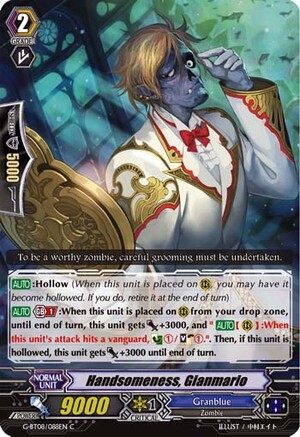 2
GRADE
SHIELD
5000
To be a worthy zombie, careful grooming must be undertaken.
AUTO :Hollow (When this unit is placed on R, you may have it
become hollowed. If you do, retire it at the end of turn)
AUTO GB 1 :When this unit is placed on R from your drop zone,
until end of turn, this unit gets +3000, and " AUTO [ R ] :When
this unit's attack hits a vanguard, (1) / V (1) ".". Then, if this unit is
hollowed, until end of turn, this unit gets +3000.
NORMAL
UNIT
Handsomeness, Gianmario
POWER
9000
1
CRITICAL
Granblue
Zombie
G-BT08/088EN C
ILLUST / 中村エイト